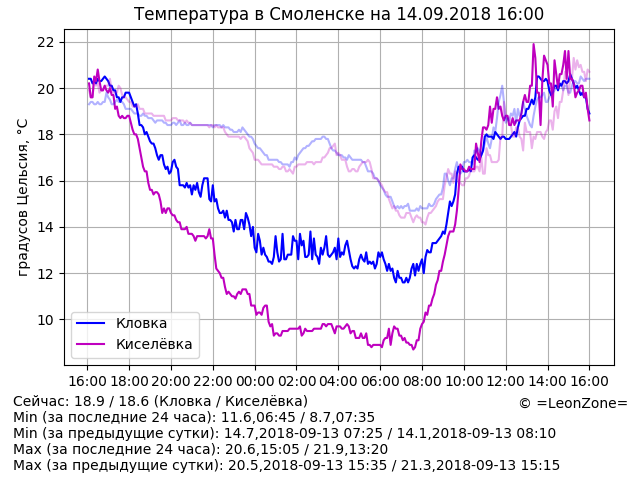 Температура в Смоленске на 14.09.2018 16:00
градусов Цельсия, °C
22
20
18
16
14
12
10
Кловка
Киселёвка
16:00 18:00 20:00 22:00 00:00 02:00 04:00 06:00 08:00 10:00 12:00 14:00 16:00
Сейчас: 18.9 / 18.6 (Кловка / Киселёвка)
© =LeonZone=
Min (за последние 24 часа): 11.6,06:45 / 8.7,07:35
Min (за предыдущие сутки): 14.7,2018-09-13 07:25 / 14.1,2018-09-13 08:10
Max (за последние 24 часа): 20.6,15:05 / 21.9,13:20
Max (за предыдущие сутки): 20.5,2018-09-13 15:35 / 21.3,2018-09-13 15:15